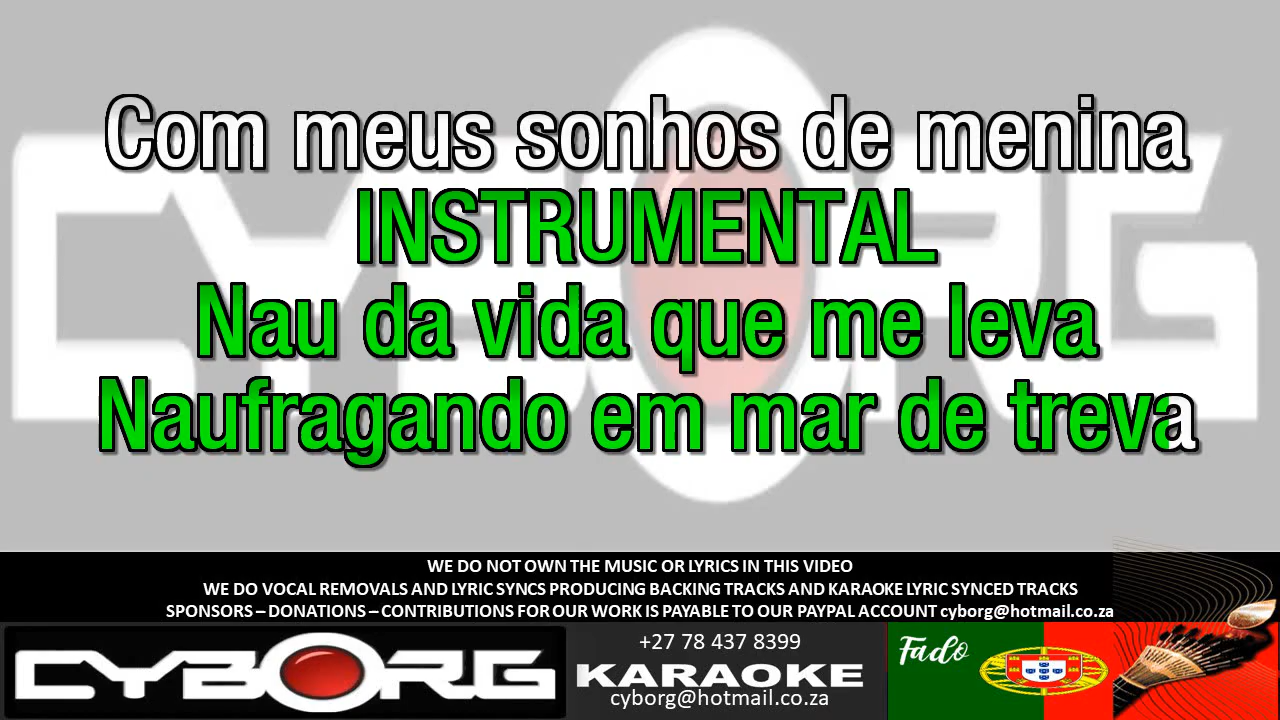 Com meus sonhos de menina
INSTRUMENTAL
Nau da vida que me leva
Naufragando em mar de treva
WE DO NOT OWN THE MUSIC OR LYRICS IN THIS VIDEO
WE DO VOCAL REMOVALS AND LYRIC SYNCS PRODUCING BACKING TRACKS AND KARAOKE LYRIC SYNCED TRACKS
SPONSORS – DONATIONS – CONTRIBUTIONS FOR OUR WORK IS PAYABLE TO OUR PAYPAL ACCOUNT cyborg@hotmail.co.za
CYBORG
+27 78 437 8399
KARAOKE
cyborg@hotmail.co.za
Fado
CYBORG